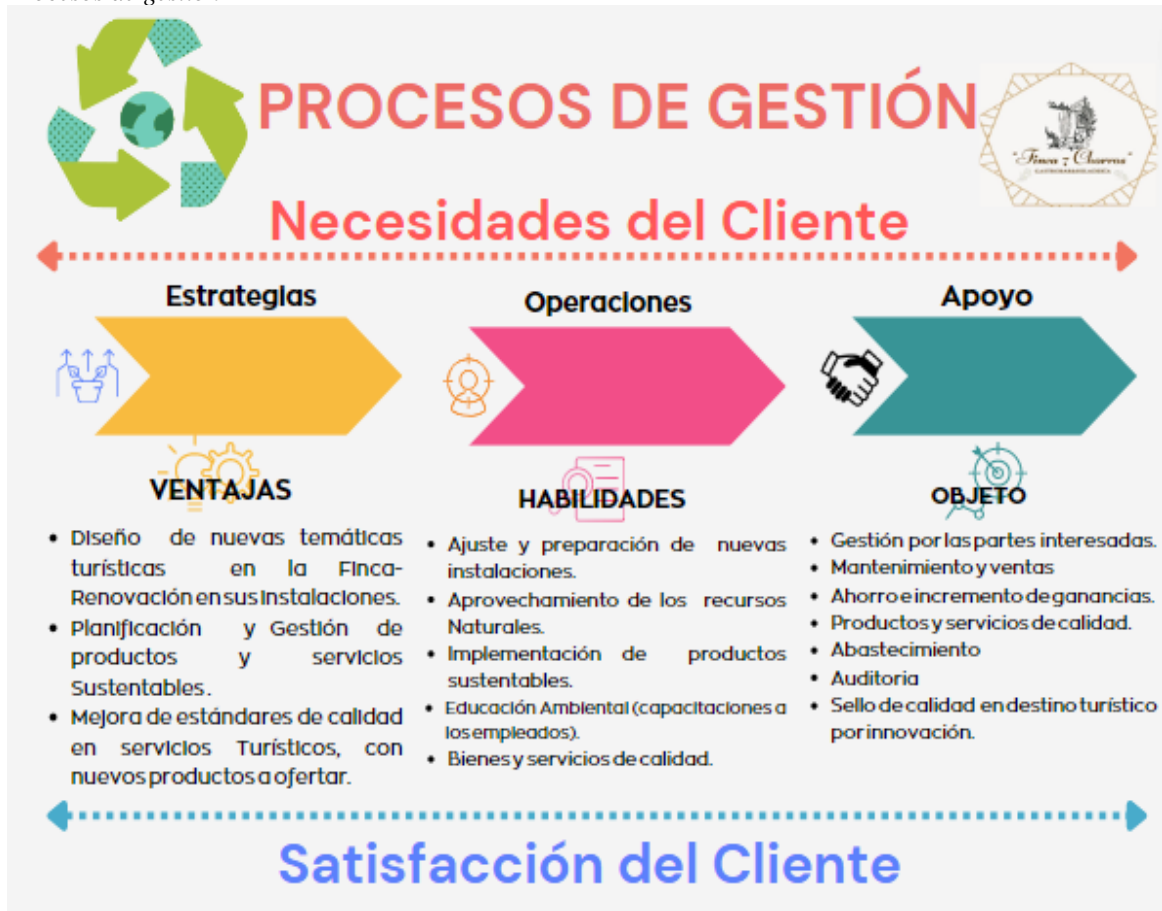 PROCESOS DE GESTIÓN
"Finca 7 Chorros"
Necesidades del Cliente
Estrategias
Operaciones
Apoyo
VENTAJAS
• Diseño de nuevas temáticas
turísticas en la Finca-
Renovación en sus Instalaciones.
• Planificación y Gestión de
productos y servicios
Sustentables.
• Mejora de estándares de calidad
en servicios Turísticos, con
nuevos productos a ofertar.
HABILIDADES
• Ajuste y preparación de nuevas
instalaciones.
• Aprovechamiento de los recursos
Naturales.
• Implementación de productos
sustentables.
• Educación Ambiental (capacitaciones a
los empleados).
• Bienes y servicios de calidad.
OBJETO
• Gestión por las partes interesadas.
• Mantenimiento y ventas
• Ahorro e incremento de ganancias.
• Productos y servicios de calidad.
• Abastecimiento
• Auditoria
• Sello de calidad en destino turístico
por innovación.
Satisfacción del Cliente